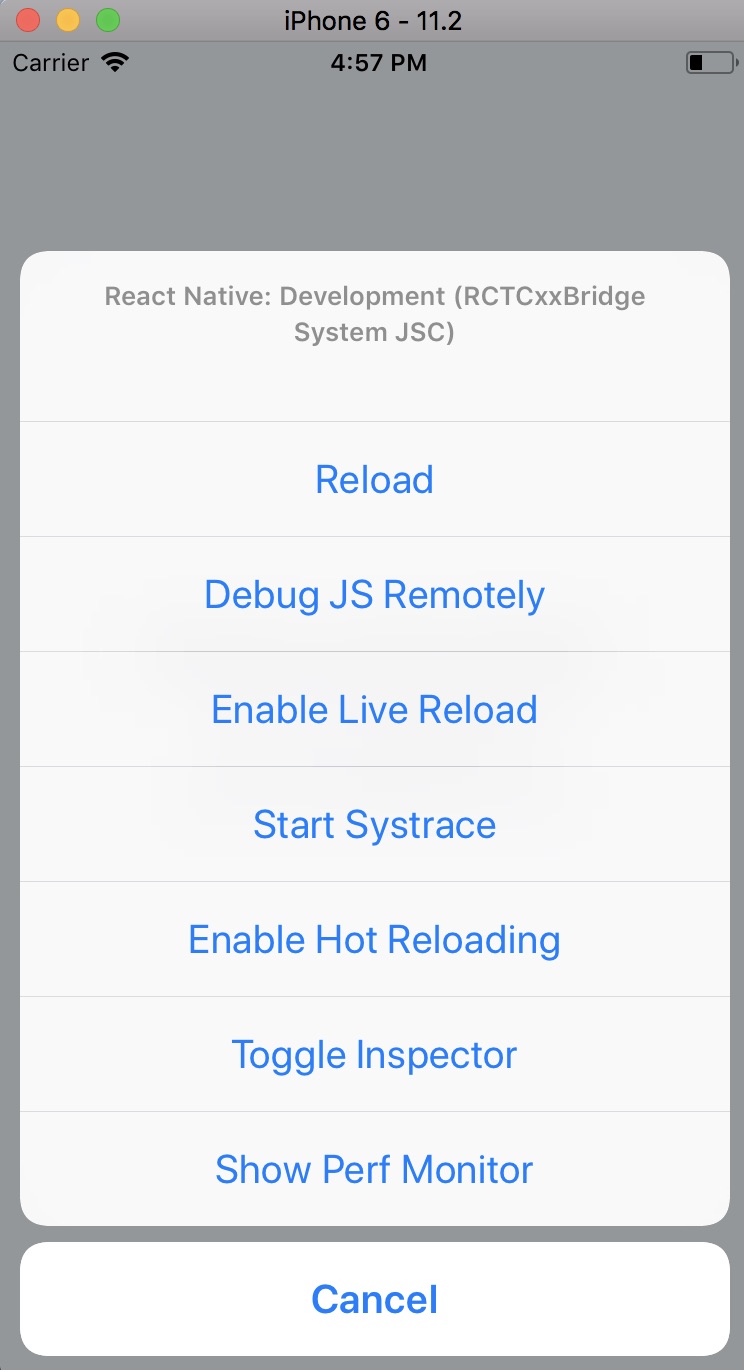 iPhone 6 - 11.2
Carrier 4:57 PM
React Native: Development (RCTCxxBridge
System JSC)
Reload
Debug JS Remotely
Enable Live Reload
Start Systrace
Enable Hot Reloading
Toggle Inspector
Show Perf Monitor
Cancel